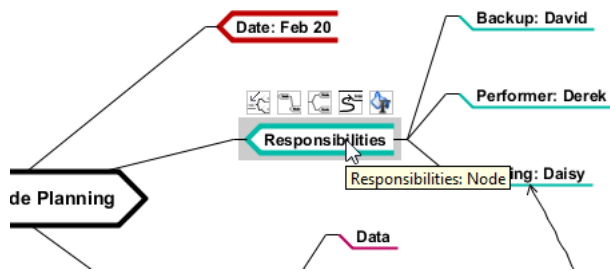 Backup: David
Date: Feb 20
Performer: Derek
Responsibilities
Responsibilities: Node
ing: Daisy
de Planning
Data